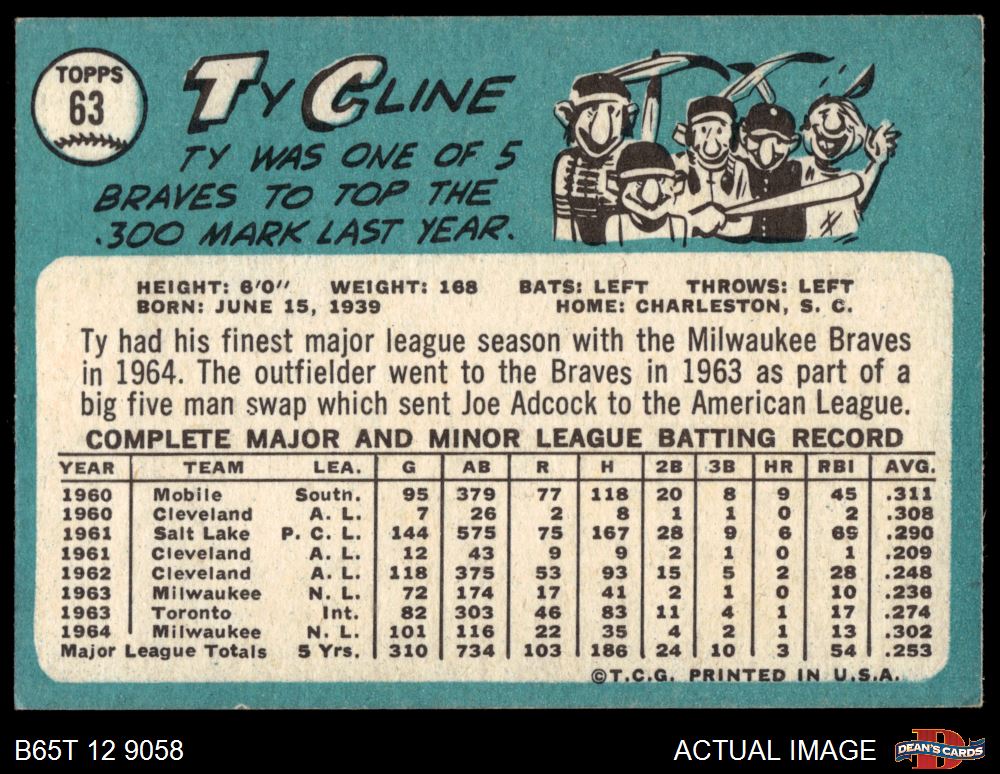 TOPPS
63
TY CLINE
TY WAS ONE OF 5
BRAVES TO TOP THE
.300 MARK LAST YEAR.
HEIGHT: 6'0" WEIGHT: 168 BATS: LEFT THROWS: LEFT
BORN: JUNE 15, 1939 HOME: CHARLESTON, S. C.
Ty had his finest major league season with the Milwaukee Braves
in 1964. The outfielder went to the Braves in 1963 as part of a
big five man swap which sent Joe Adcock to the American League.
COMPLETE MAJOR AND MINOR LEAGUE BATTING RECORD
YEAR TEAM LEA. G AB R H 2B 3B HR RBI AVG.
1960 Mobile South. 95 379 77 118 20 8 9 45 .311
1960 Cleveland A. L. 7 26 2 8 1 1 0 2 .308
1961 Salt Lake P. C. L. 144 575 75 167 28 9 6 69 .290
1961 Cleveland A. L. 12 43 9 9 2 1 0 1 .209
1962 Cleveland A. L. 118 375 53 93 15 5 2 28 .248
1963 Milwaukee N. L. 72 174 17 41 2 1 0 10 .236
1963 Toronto Int. 82 303 46 83 11 4 1 17 .274
1964 Milwaukee N. L. 101 116 22 35 4 2 1 13 .302
Major League Totals 5 Yrs. 310 734 103 186 24 10 3 54 .253
©T.C.G. PRINTED IN U.S.A.
B65T 12 9058 ACTUAL IMAGE DEAN'S CARDS